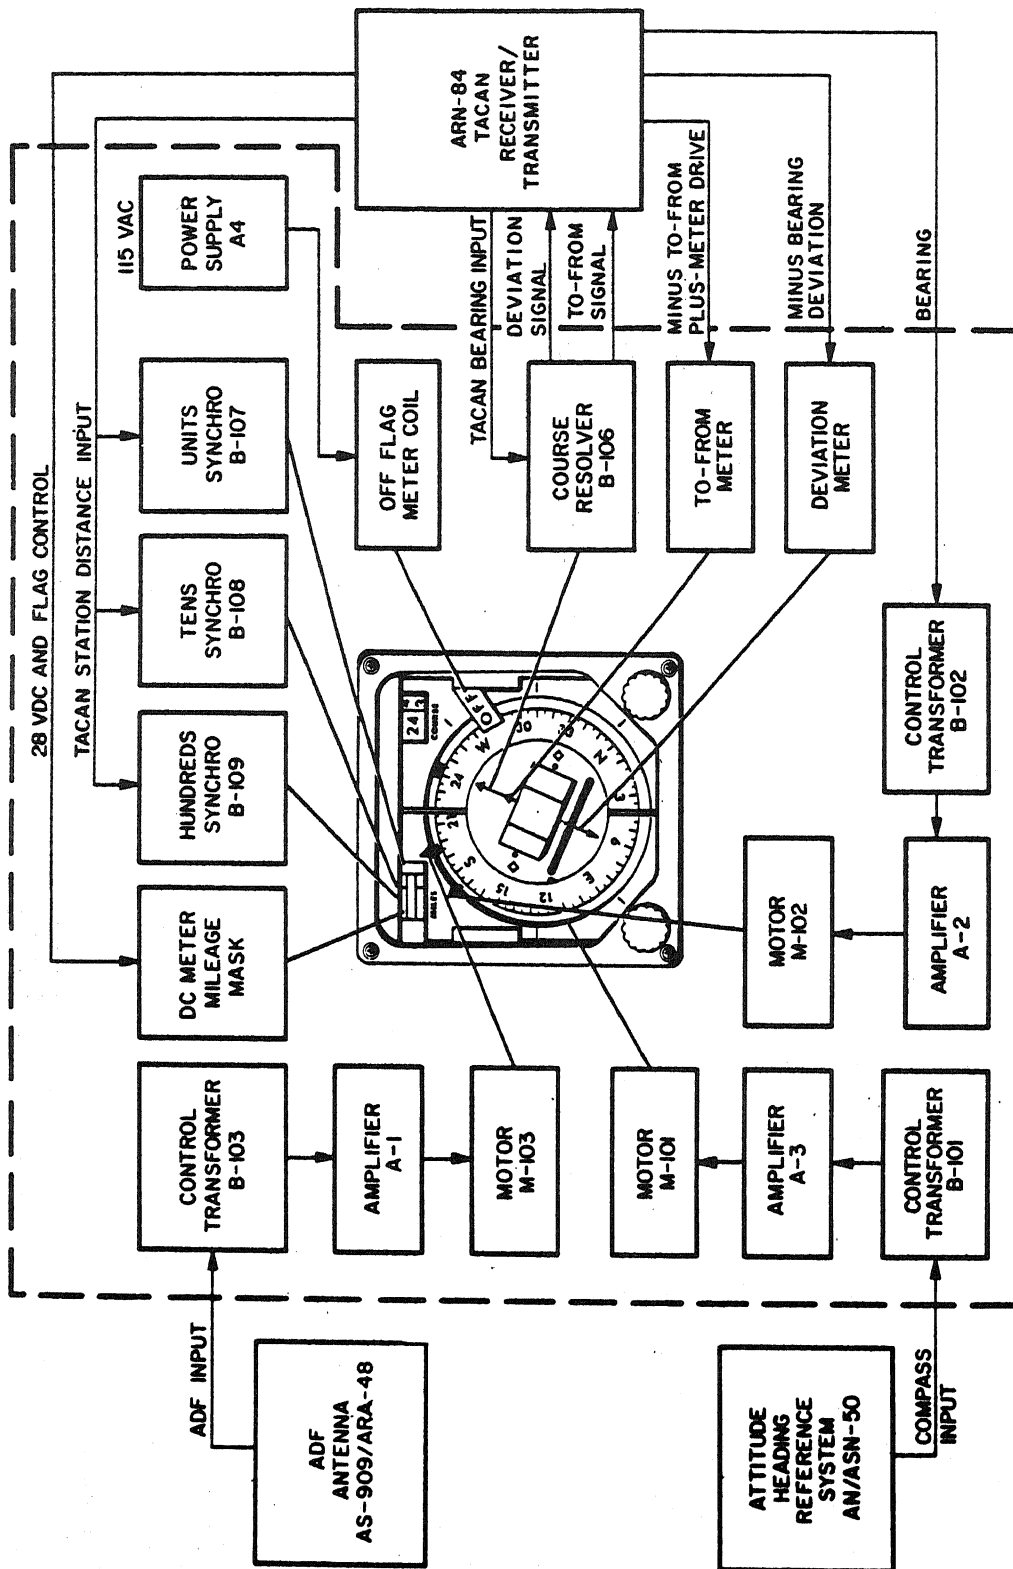 28 VDC AND FLAG CONTROL
TACAN STATION DISTANCE INPUT
115 VAC
ADF INPUT
ADF
ANTENNA
AS-909/ARA-48
CONTROL
TRANSFORMER
B-103
DC METER
MILEAGE
MASK
HUNDREDS
SYNCHRO
B-109
TENS
SYNCHRO
B-108
UNITS
SYNCHRO
B-107
POWER
SUPPLY
A4
ARN-84
TACAN
RECEIVER/
TRANSMITTER
AMPLIFIER
A-1
OFF FLAG
METER COIL
MOTOR
M-103
TACAN BEARING INPUT
DEVIATION
SIGNAL
TO-FROM
SIGNAL
COURSE
RESOLVER
B-106
MILES
24
3
4
COURSE
OFF
S
21
24
W
30
33
N
3
6
E
12
15
MOTOR
M-101
TO-FROM
METER
MINUS TO-FROM
PLUS-METER DRIVE
AMPLIFIER
A-3
MOTOR
M-102
DEVIATION
METER
MINUS BEARING
DEVIATION
ATTITUDE
HEADING
REFERENCE
SYSTEM
AN/ASN-50
COMPASS
INPUT
CONTROL
TRANSFORMER
B-101
AMPLIFIER
A-2
CONTROL
TRANSFORMER
B-102
BEARING